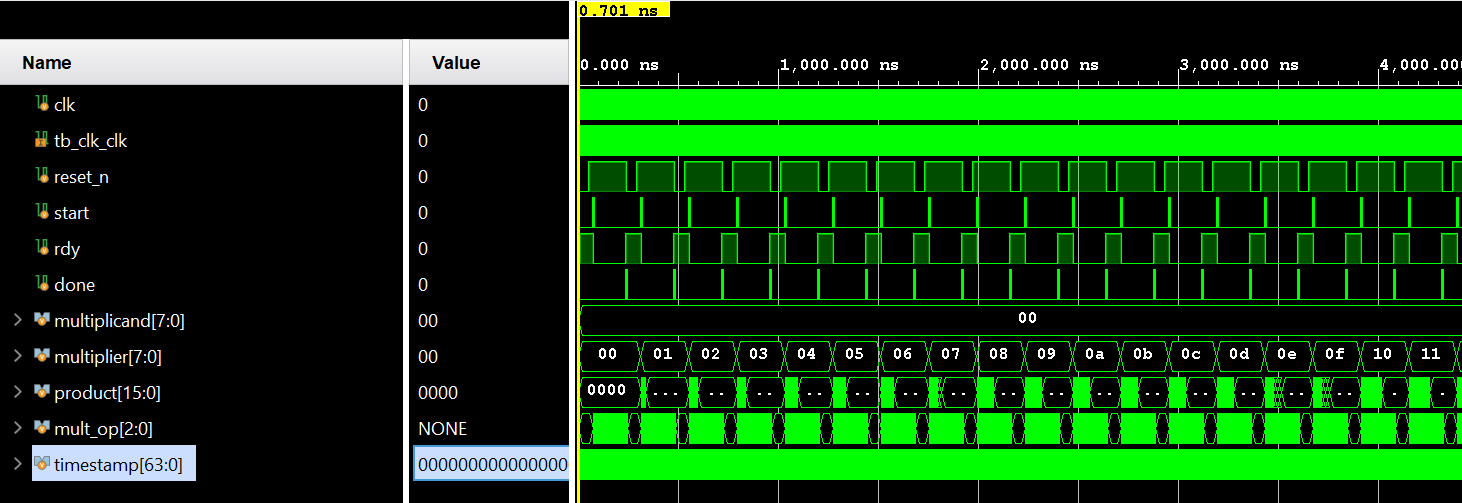 0.701 ns
Name Value
0.000 ns 1,000.000 ns 2,000.000 ns 3,000.000 ns 4,000.00
clk 0
tb_clk_clk 0
reset_n 0
start 0
rdy 0
done 0
multiplicand[7:0] 00 00
multiplier[7:0] 00 00 01 02 03 04 05 06 07 08 09 0a 0b 0c 0d 0e 0f 10 11
product[15:0] 0000 0000 ... .. .. .. .. .. .. .. .. .. .. .. .. .. .. . .
mult_op[2:0] NONE
timestamp[63:0] 0000000000000000